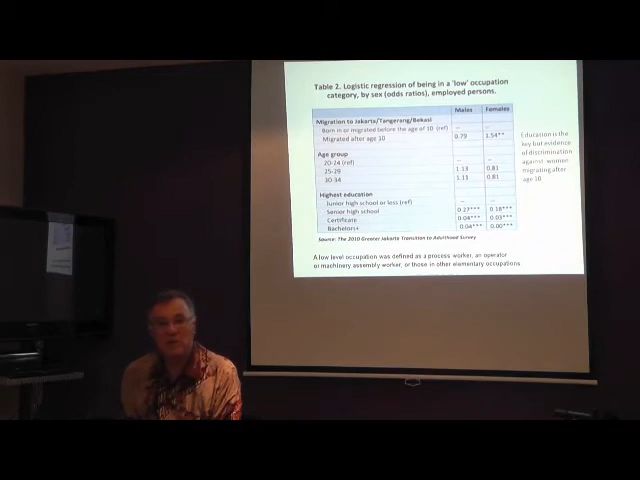 Table 2. Logistic regression of being in a 'low' occupation
category, by sex (odds ratios), employed persons.
Males Females
Migration to Jakarta/Tangerang/Bekasi
Born in or migrated before the age of 10 (ref) -- --
Migrated after age 10 0.79 1.54**
Age group
20-24 (ref) -- --
25-29 1.13 0.81
30-34 1.13 0.81
Highest education
Junior high school or less (ref) -- --
Senior high school 0.27*** 0.18***
Certificate 0.04*** 0.03***
Bachelors+ 0.04*** 0.00***
Source: The 2010 Greater Jakarta Transition to Adulthood Survey
Education is the
key but evidence
of discrimination
against women
migrating after
age 10
A low level occupation was defined as a process worker, an operator
or machinery assembly worker, or those in other elementary occupations